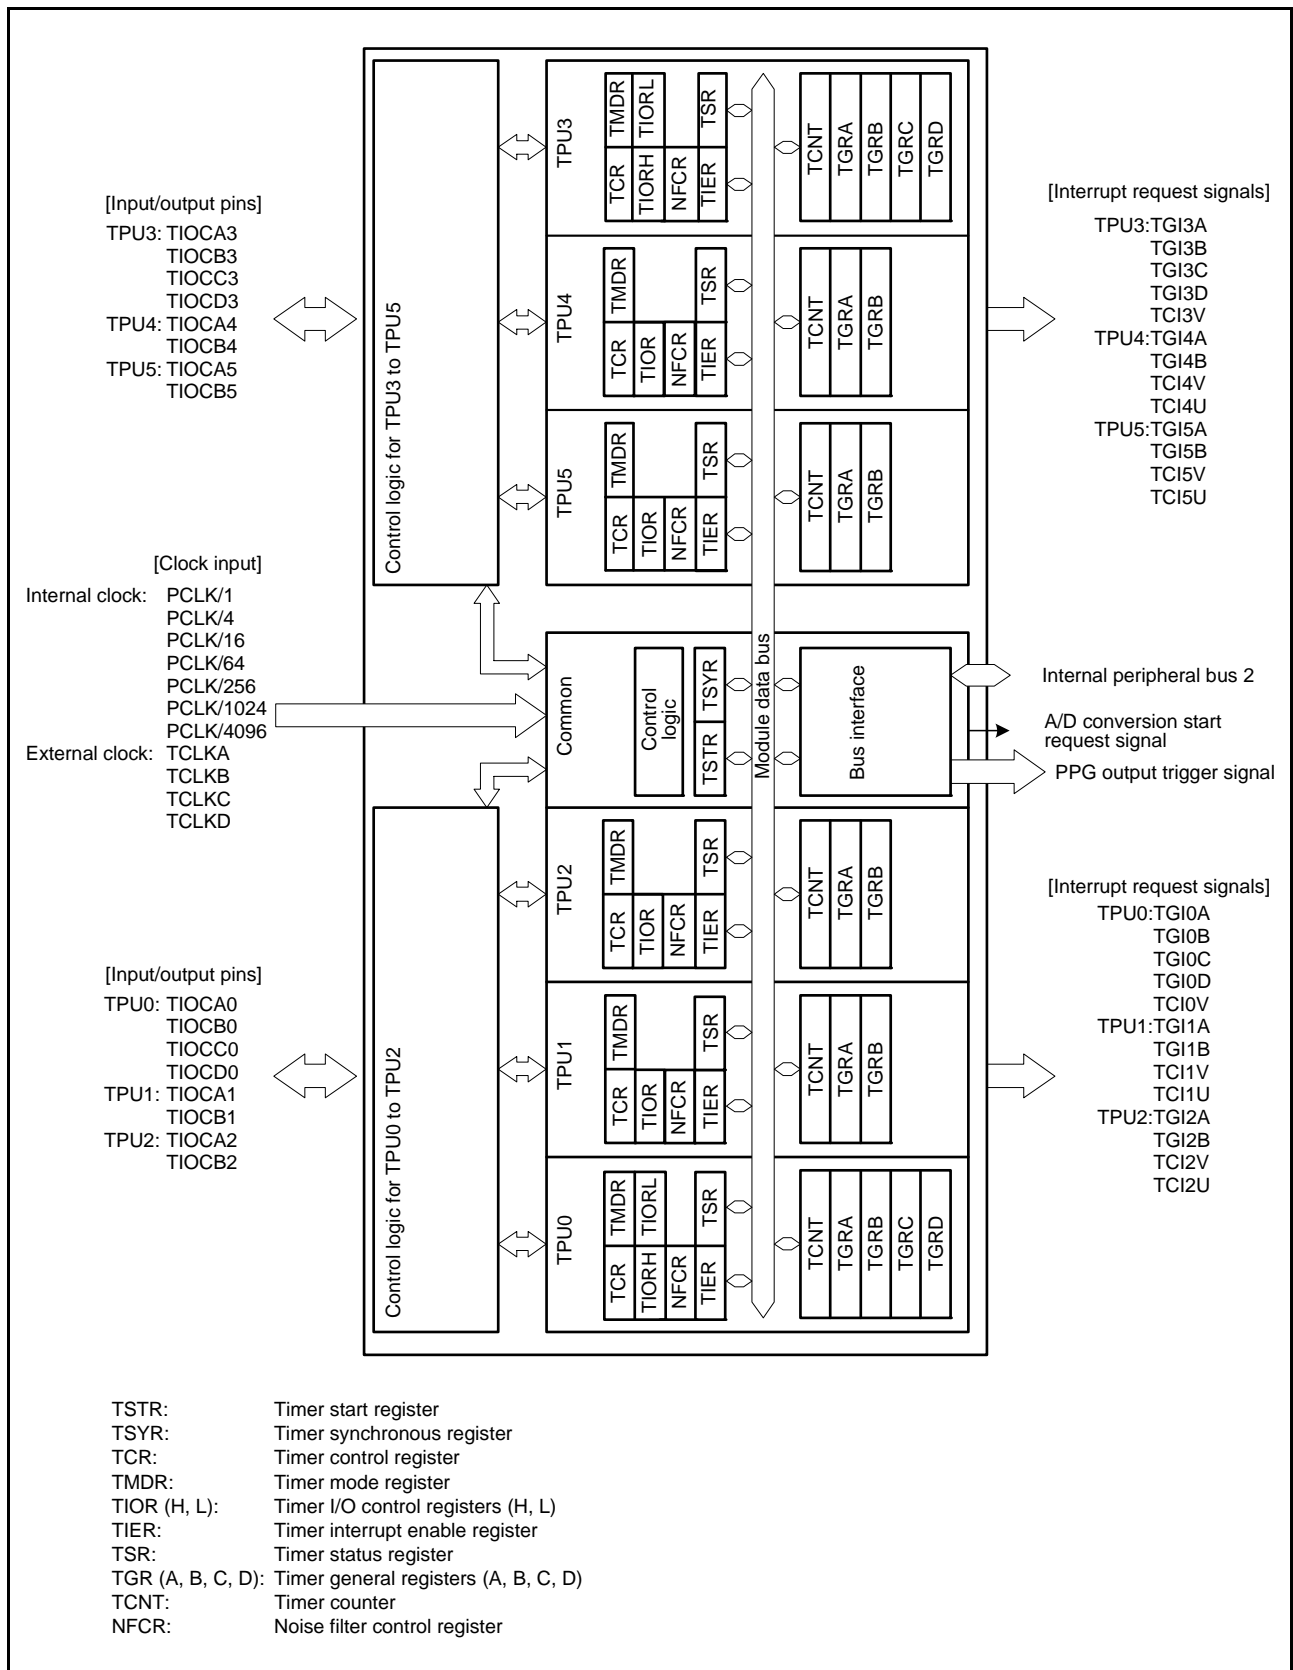 [Input/output pins]
TPU3: TIOCA3
TIOCB3
TIOCC3
TIOCD3
TPU4: TIOCA4
TIOCB4
TPU5: TIOCA5
TIOCB5
[Clock input]
Internal clock: PCLK/1
PCLK/4
PCLK/16
PCLK/64
PCLK/256
PCLK/1024
PCLK/4096
External clock: TCLKA
TCLKB
TCLKC
TCLKD
[Input/output pins]
TPU0: TIOCA0
TIOCB0
TIOCC0
TIOCD0
TPU1: TIOCA1
TIOCB1
TPU2: TIOCA2
TIOCB2
Control logic for TPU3 to TPU5
Control logic for TPU0 to TPU2
TPU3
TCR
TMDR
TIORH
TIORL
NFCR
TIER
TSR
TCNT
TGRA
TGRB
TGRC
TGRD
TPU4
TCR
TMDR
TIOR
NFCR
TIER
TSR
TCNT
TGRA
TGRB
TPU5
TCR
TMDR
TIOR
NFCR
TIER
TSR
TCNT
TGRA
TGRB
Common
Control
logic
TSTR
TSYR
Module data bus
Bus interface
TPU2
TCR
TMDR
TIOR
NFCR
TIER
TSR
TCNT
TGRA
TGRB
TPU1
TCR
TMDR
TIOR
NFCR
TIER
TSR
TCNT
TGRA
TGRB
TPU0
TCR
TMDR
TIORH
TIORL
NFCR
TIER
TSR
TCNT
TGRA
TGRB
TGRC
TGRD
[Interrupt request signals]
TPU3:TGI3A
TGI3B
TGI3C
TGI3D
TCI3V
TPU4:TGI4A
TGI4B
TCI4V
TCI4U
TPU5:TGI5A
TGI5B
TCI5V
TCI5U
Internal peripheral bus 2
A/D conversion start
request signal
PPG output trigger signal
[Interrupt request signals]
TPU0:TGI0A
TGI0B
TGI0C
TGI0D
TCI0V
TPU1:TGI1A
TGI1B
TCI1V
TCI1U
TPU2:TGI2A
TGI2B
TCI2V
TCI2U
TSTR: Timer start register
TSYR: Timer synchronous register
TCR: Timer control register
TMDR: Timer mode register
TIOR (H, L): Timer I/O control registers (H, L)
TIER: Timer interrupt enable register
TSR: Timer status register
TGR (A, B, C, D): Timer general registers (A, B, C, D)
TCNT: Timer counter
NFCR: Noise filter control register